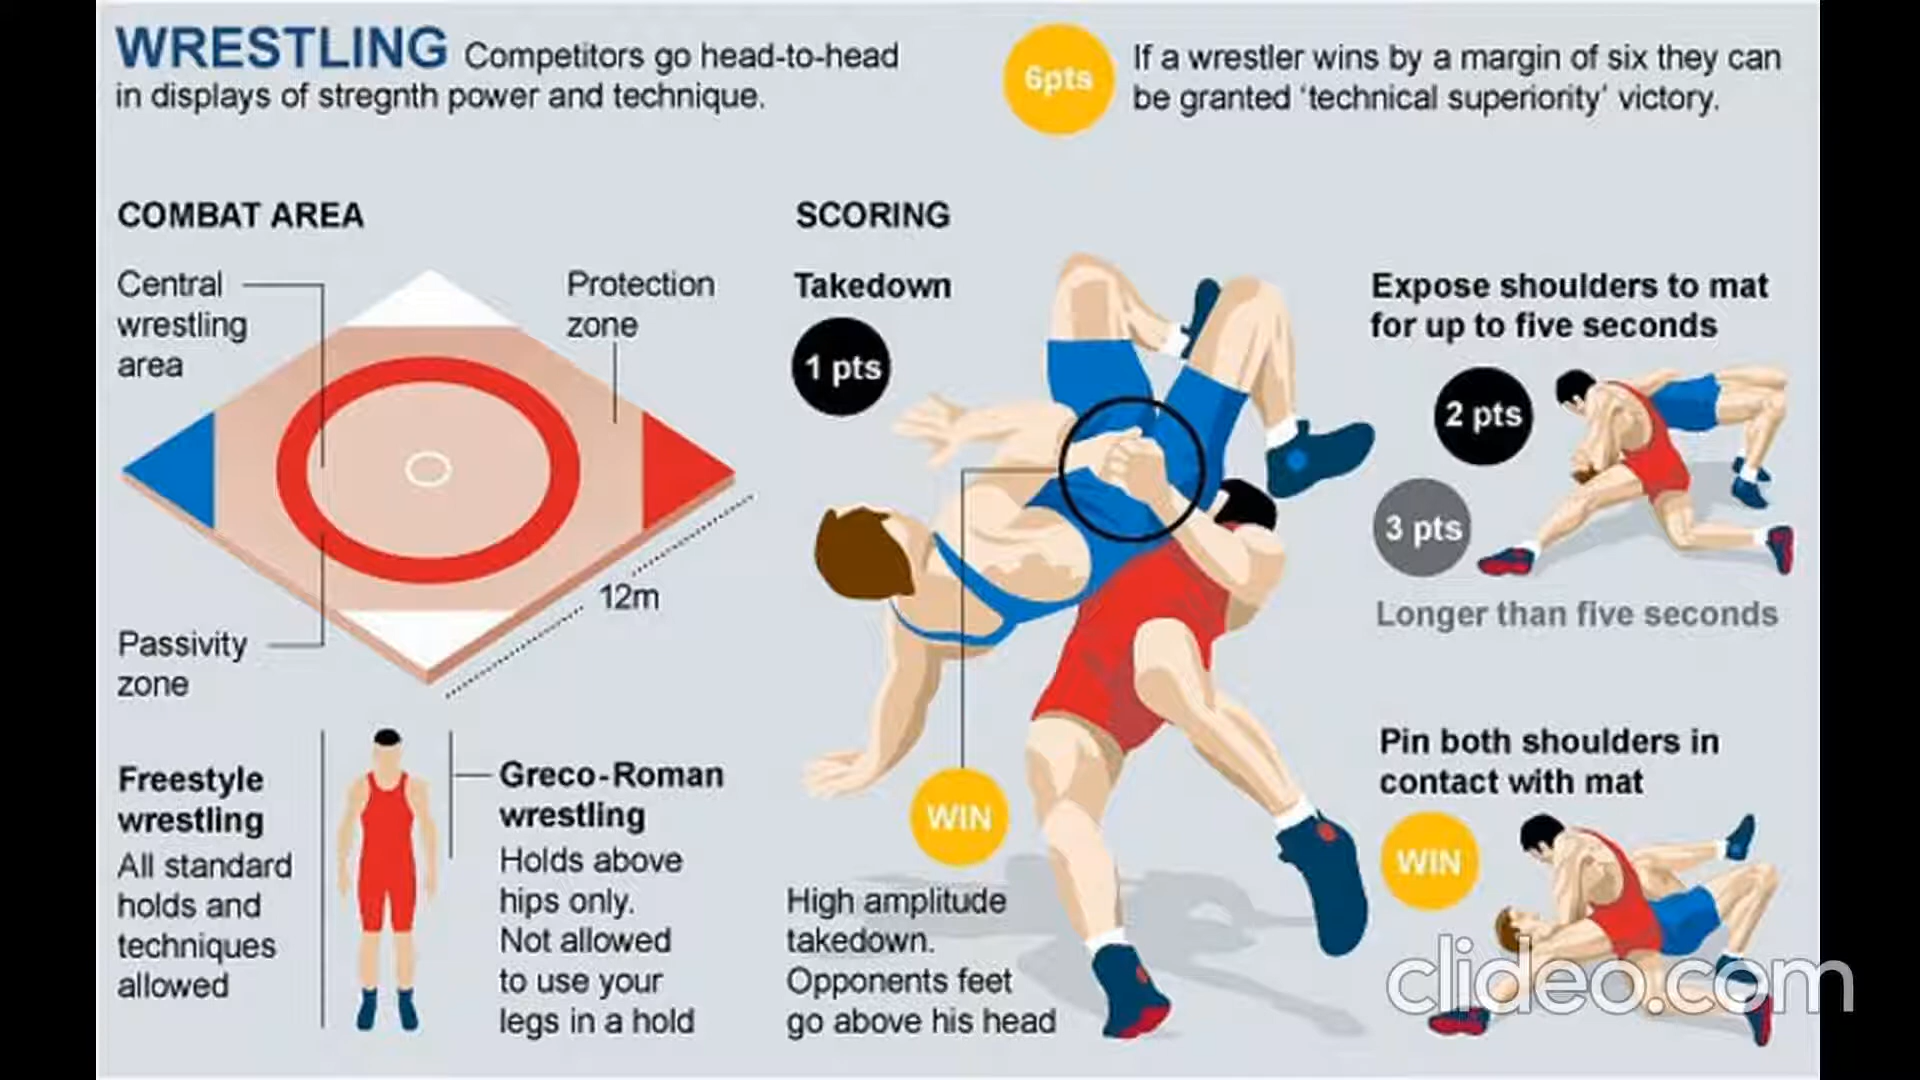 WRESTLING Competitors go head-to-head
in displays of stregnth power and technique.
6pts
If a wrestler wins by a margin of six they can
be granted ‘technical superiority’ victory.
COMBAT AREA
Central
wrestling
area
Protection
zone
12m
Passivity
zone
Freestyle
wrestling
All standard
holds and
techniques
allowed
Greco-Roman
wrestling
Holds above
hips only.
Not allowed
to use your
legs in a hold
SCORING
Takedown
1 pts
WIN
High amplitude
takedown.
Opponents feet
go above his head
Expose shoulders to mat
for up to five seconds
2 pts
3 pts
Longer than five seconds
Pin both shoulders in
contact with mat
WIN
clideo.com